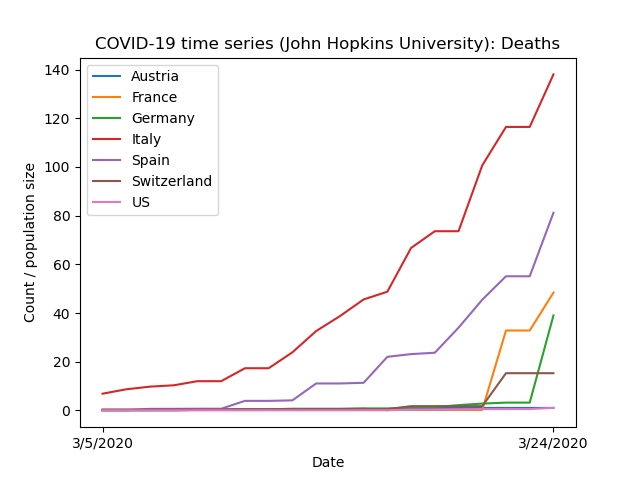 COVID-19 time series (John Hopkins University): Deaths
140
120
100
80
60
40
20
0
Count / population size
Austria
France
Germany
Italy
Spain
Switzerland
US
3/5/2020
3/24/2020
Date